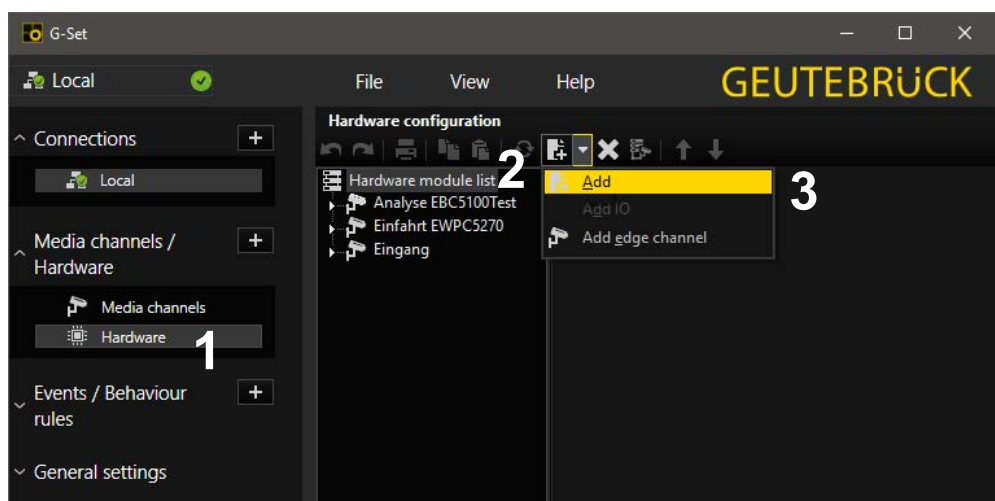 G-Set
Local
File View Help
GEUTEBRÜCK
Connections +
Local
Media channels / +
Hardware
Media channels
Hardware
1
Events / Behaviour +
rules
General settings
Hardware configuration
2
Hardware module list
Analyse EBC5100Test
Einfahrt EWPC5270
Eingang
Add
3
Add IO
Add edge channel